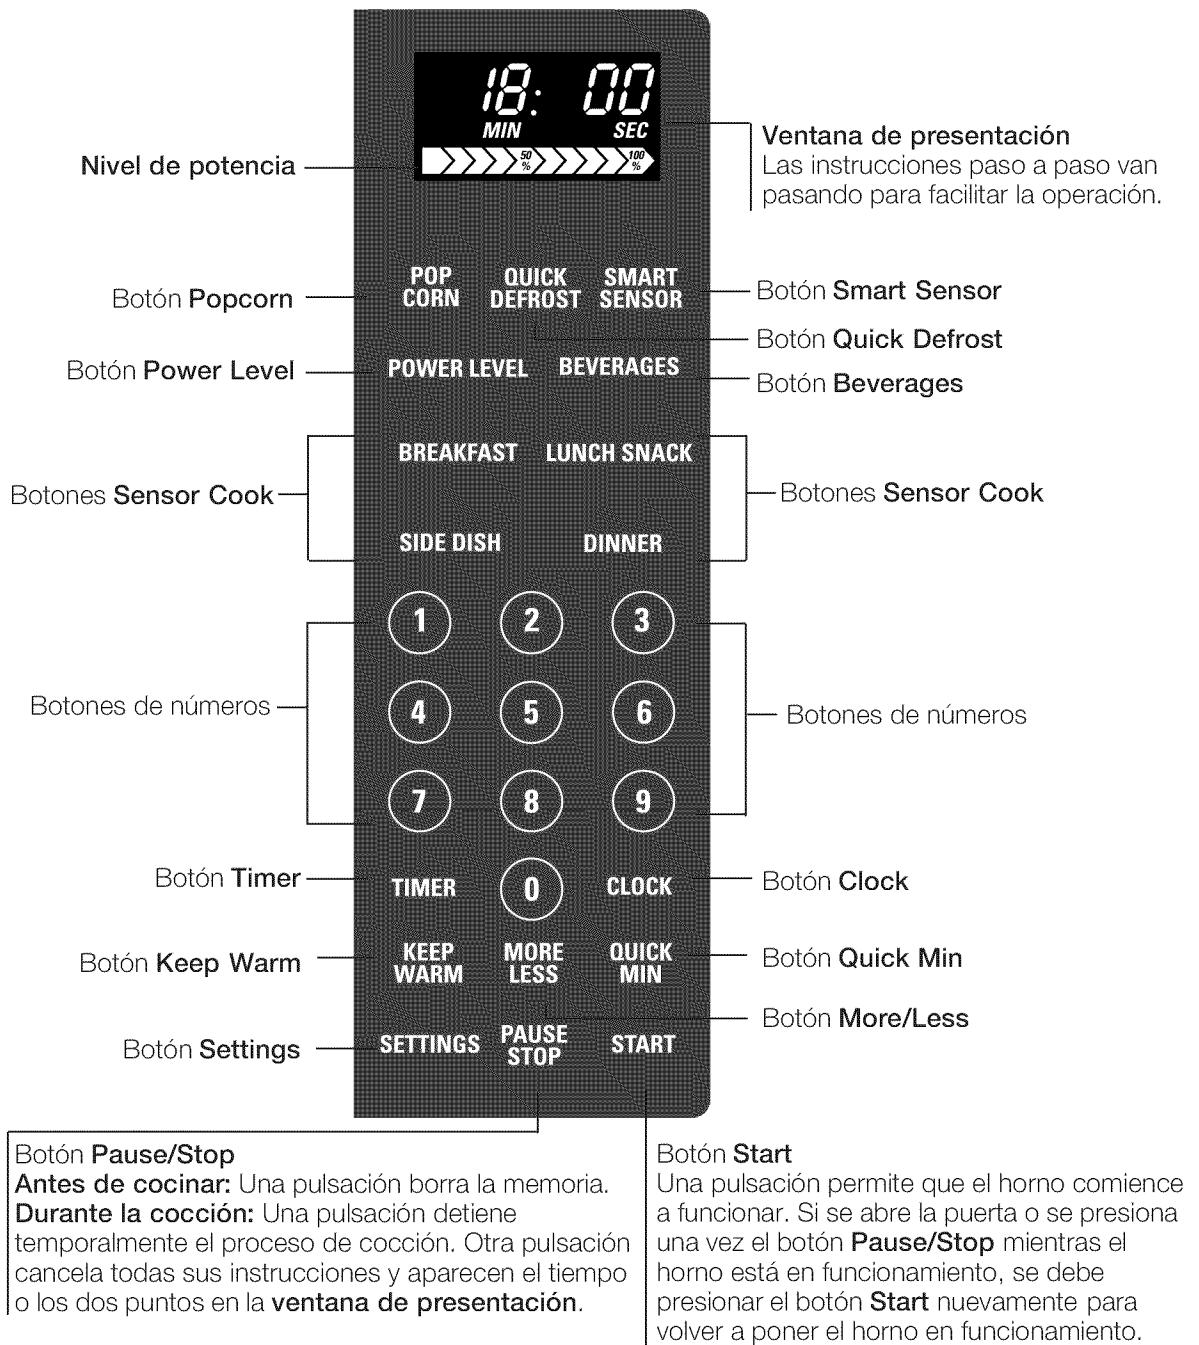 18: 00
MIN SEC
50 % 100 %
Nivel de potencia
Ventana de presentación
Las instrucciones paso a paso van
pasando para facilitar la operación.
POP
CORN
QUICK
DEFROST
SMART
SENSOR
Botón Popcorn
Botón Smart Sensor
Botón Quick Defrost
Botón Power Level
POWER LEVEL
BEVERAGES
Botón Beverages
BREAKFAST
LUNCH SNACK
Botones Sensor Cook
Botones Sensor Cook
SIDE DISH
DINNER
1 2 3
Botones de números
4 5 6
Botones de números
7 8 9
Botón Timer
TIMER
0
CLOCK
Botón Clock
Botón Keep Warm
KEEP
WARM
MORE
LESS
QUICK
MIN
Botón Quick Min
Botón More/Less
Botón Settings
SETTINGS
PAUSE
STOP
START
Botón Pause/Stop
Antes de cocinar: Una pulsación borra la memoria.
Durante la cocción: Una pulsación detiene
temporalmente el proceso de cocción. Otra pulsación
cancela todas sus instrucciones y aparecen el tiempo
o los dos puntos en la ventana de presentación.
Botón Start
Una pulsación permite que el horno comience
a funcionar. Si se abre la puerta o se presiona
una vez el botón Pause/Stop mientras el
horno está en funcionamiento, se debe
presionar el botón Start nuevamente para
volver a poner el horno en funcionamiento.